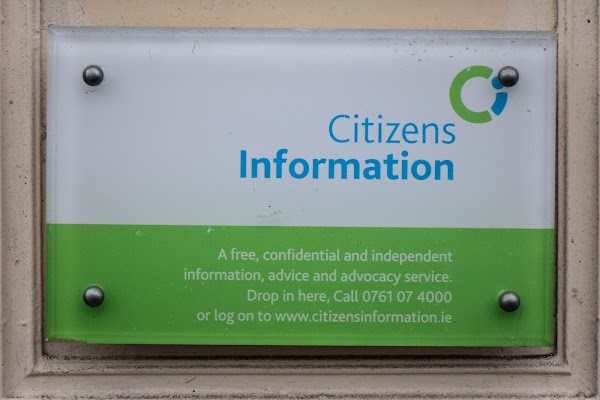 Ci
Citizens
Information
A free, confidential and independent
information, advice and advocacy service.
Drop in here, Call 0761 07 4000
or log on to www.citizensinformation.ie